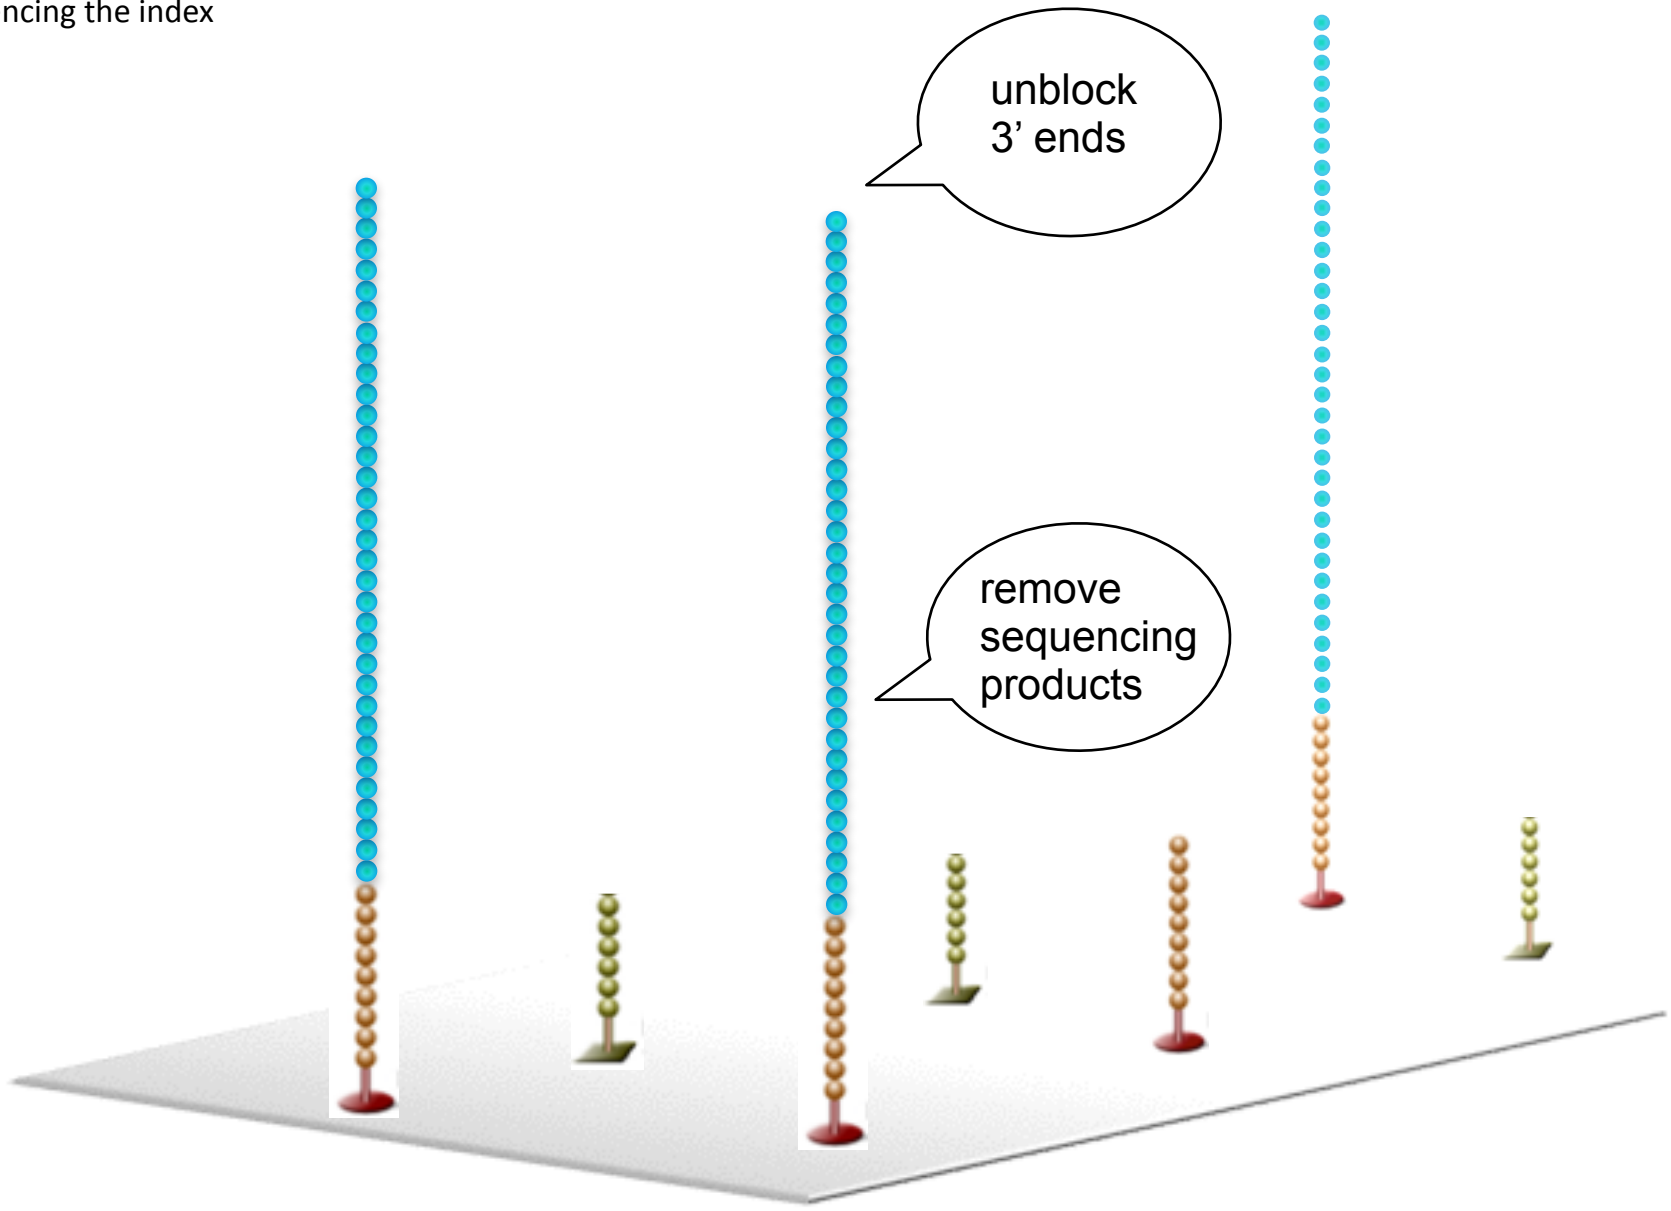 ncing the index
unblock
3’ ends
remove
sequencing
products